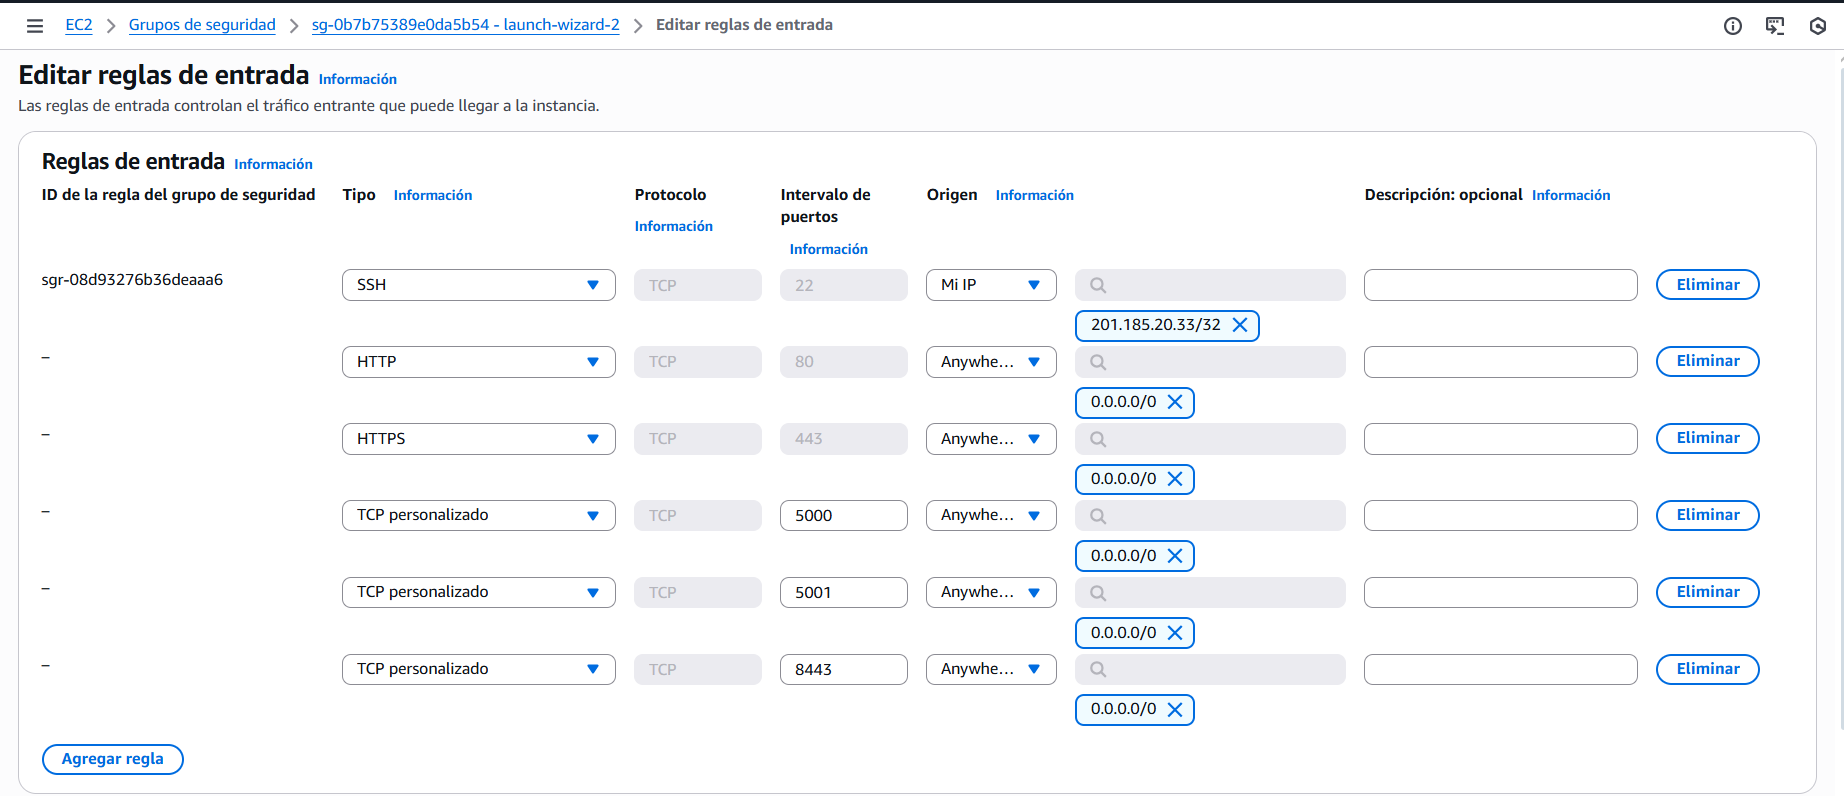 EC2 > Grupos de seguridad > sg-0b7b75389e0da5b54 - launch-wizard-2 > Editar reglas de entrada
Editar reglas de entrada Información
Las reglas de entrada controlan el tráfico entrante que puede llegar a la instancia.
Reglas de entrada Información
ID de la regla del grupo de seguridad Tipo Información Protocolo Información Intervalo de puertos Información Origen Información Descripción: opcional Información
sgr-08d93276b36deaaa6 SSH TCP 22 Mi IP Eliminar
201.185.20.33/32
– HTTP TCP 80 Anywhe... Eliminar
0.0.0.0/0
– HTTPS TCP 443 Anywhe... Eliminar
0.0.0.0/0
– TCP personalizado TCP 5000 Anywhe... Eliminar
0.0.0.0/0
– TCP personalizado TCP 5001 Anywhe... Eliminar
0.0.0.0/0
– TCP personalizado TCP 8443 Anywhe... Eliminar
0.0.0.0/0
Agregar regla